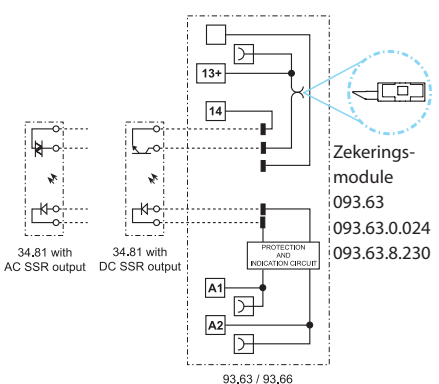 13+
14
Zekerings-
module
093.63
093.63.0.024
093.63.8.230
34.81 with
AC SSR output
34.81 with
DC SSR output
PROTECTION
AND
INDICATION CIRCUIT
A1
A2
93.63 / 93.66